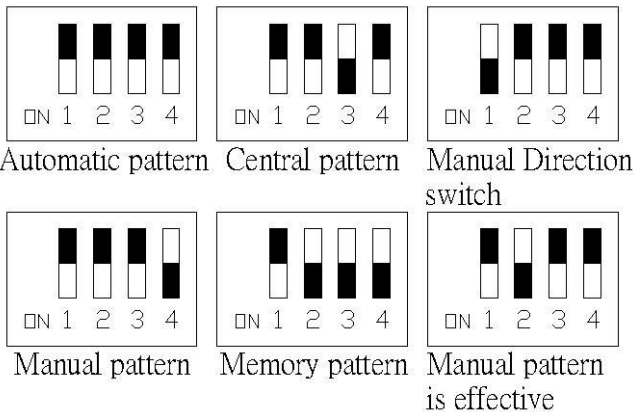 ON 1 2 3 4
ON 1 2 3 4
ON 1 2 3 4
Automatic pattern
Central pattern
Manual Direction
switch
ON 1 2 3 4
ON 1 2 3 4
ON 1 2 3 4
Manual pattern
Memory pattern
Manual pattern
is effective